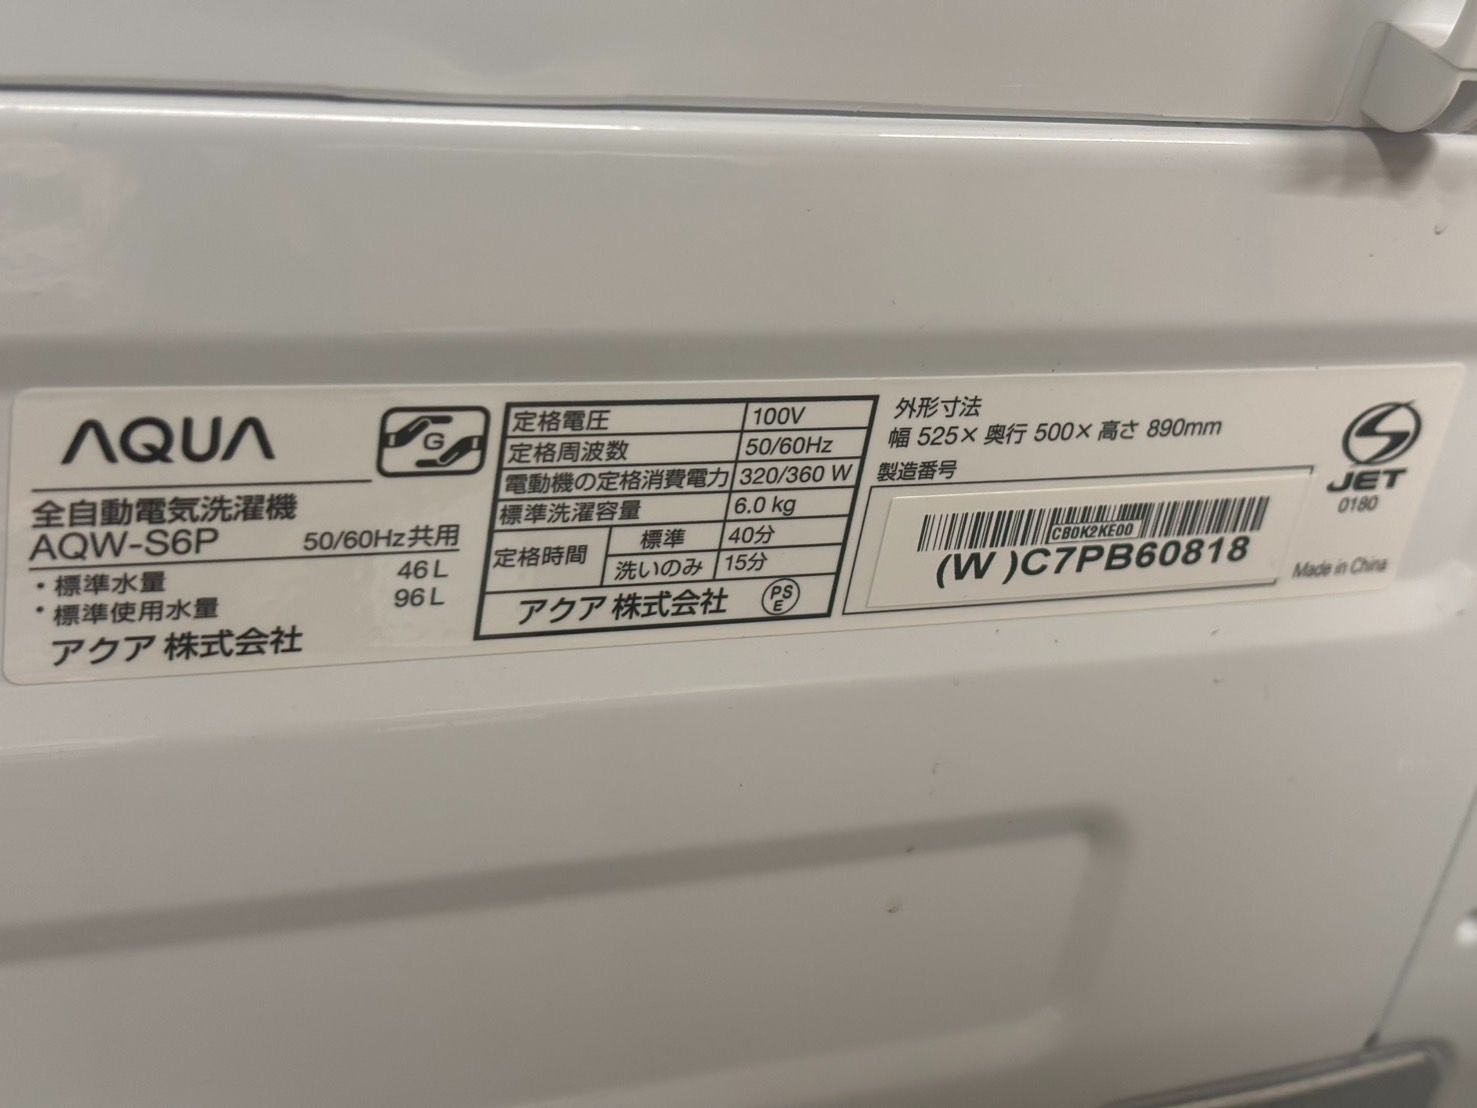 AQUA
G
全自動電気洗濯機
AQW-S6P 50/60Hz共用
・標準水量 46L
・標準使用水量 96L
アクア 株式会社
定格電圧 100V
定格周波数 50/60Hz
電動機の定格消費電力 320/360 W
標準洗濯容量 6.0 kg
定格時間 標準 40分
洗いのみ 15分
アクア 株式会社 PS E
外形寸法
幅 525× 奥行 500× 高さ 890mm
製造番号
CB0K2KE00
(W )C7PB60818
JET
0180
Made in China